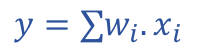 y = ∑wᵢ. xᵢ